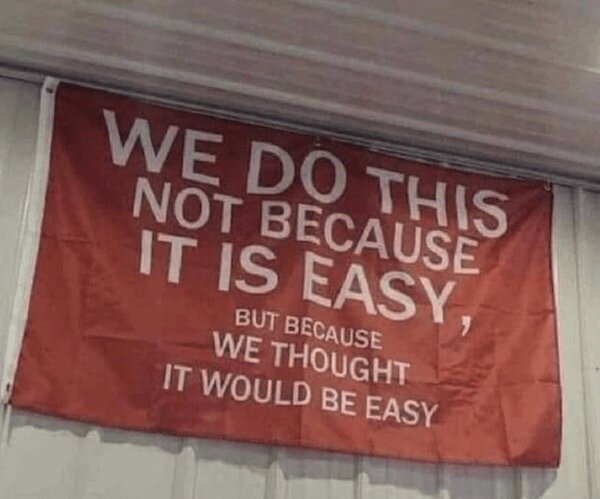 WE DO THIS
NOT BECAUSE
IT IS EASY,
BUT BECAUSE
WE THOUGHT
IT WOULD BE EASY